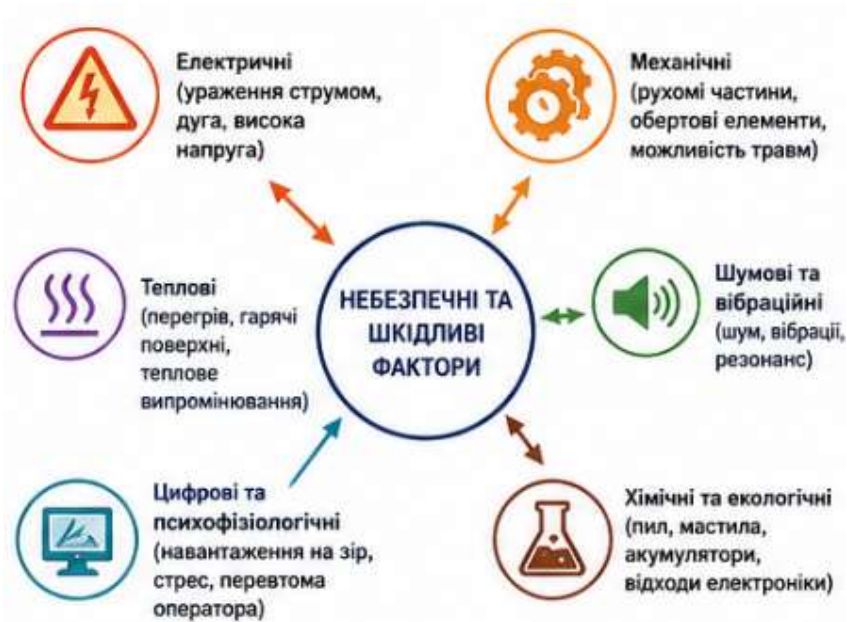 Електричні
(ураження струмом,
дуга, висока
напруга)
Механічні
(рухомі частини,
обертові елементи,
можливість травм)
Теплові
(перегрів, гарячі
поверхні,
теплове
випромінювання)
НЕБЕЗПЕЧНІ ТА
ШКІДЛИВІ
ФАКТОРИ
Шумові та
вібраційні
(шум, вібрації,
резонанс)
Цифрові та
психофізіологічні
(навантаження на зір,
стрес, перевтома
оператора)
Хімічні та екологічні
(пил, мастила,
акумулятори,
відходи електроніки)